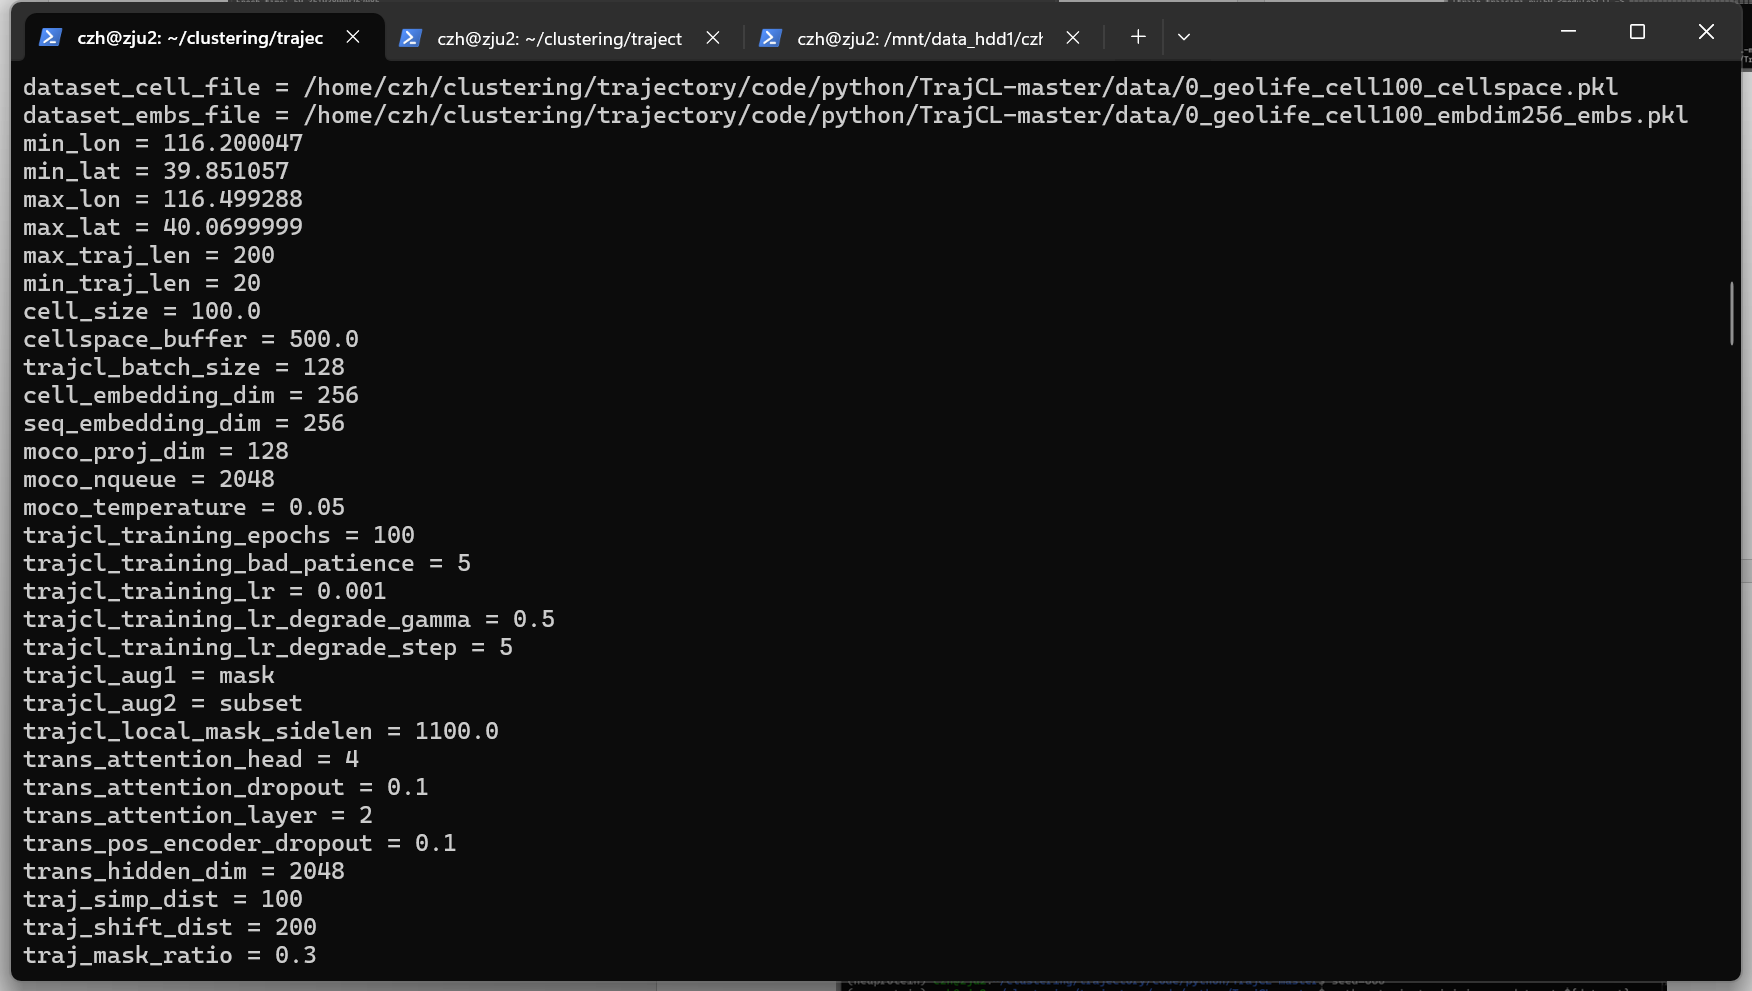 czh@zju2: ~/clustering/trajec
czh@zju2: ~/clustering/traject
czh@zju2: /mnt/data_hdd1/czh
dataset_cell_file = /home/czh/clustering/trajectory/code/python/TrajCL-master/data/0_geolife_cell100_cellspace.pkl
dataset_embs_file = /home/czh/clustering/trajectory/code/python/TrajCL-master/data/0_geolife_cell100_embdim256_embs.pkl
min_lon = 116.200047
min_lat = 39.851057
max_lon = 116.499288
max_lat = 40.0699999
max_traj_len = 200
min_traj_len = 20
cell_size = 100.0
cellspace_buffer = 500.0
trajcl_batch_size = 128
cell_embedding_dim = 256
seq_embedding_dim = 256
moco_proj_dim = 128
moco_nqueue = 2048
moco_temperature = 0.05
trajcl_training_epochs = 100
trajcl_training_bad_patience = 5
trajcl_training_lr = 0.001
trajcl_training_lr_degrade_gamma = 0.5
trajcl_training_lr_degrade_step = 5
trajcl_aug1 = mask
trajcl_aug2 = subset
trajcl_local_mask_sidelen = 1100.0
trans_attention_head = 4
trans_attention_dropout = 0.1
trans_attention_layer = 2
trans_pos_encoder_dropout = 0.1
trans_hidden_dim = 2048
traj_simp_dist = 100
traj_shift_dist = 200
traj_mask_ratio = 0.3